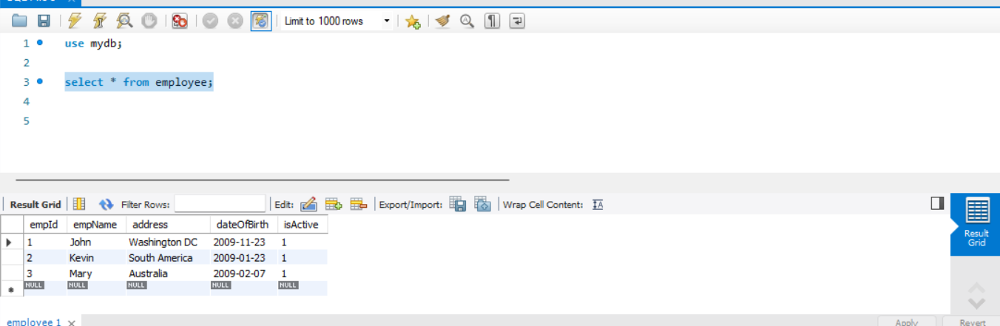 Limit to 1000 rows
1 use mydb;
2
3 select * from employee;
4
5
Result Grid Filter Rows: Edit: Export/Import: Wrap Cell Content:
Result
Grid
empId empName address dateOfBirth isActive
1 John Washington DC 2009-11-23 1
2 Kevin South America 2009-01-23 1
3 Mary Australia 2009-02-07 1
NULL NULL NULL NULL NULL
employee 1 Apply Revert